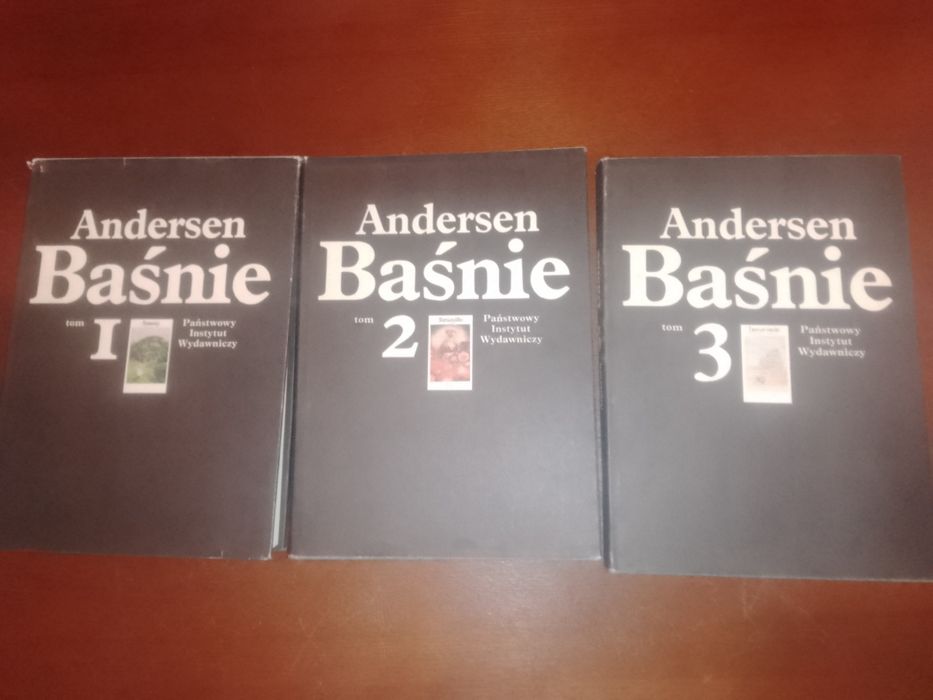 Andersen
Baśnie
tom 1
Państwowy
Instytut
Wydawniczy
Andersen
Baśnie
tom 2
Państwowy
Instytut
Wydawniczy
Andersen
Baśnie
tom 3
Państwowy
Instytut
Wydawniczy